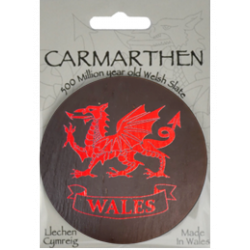 CARMARTHEN
500 Million year old Welsh Slate
WALES
Llechen
Cymreig
Made
In Wales